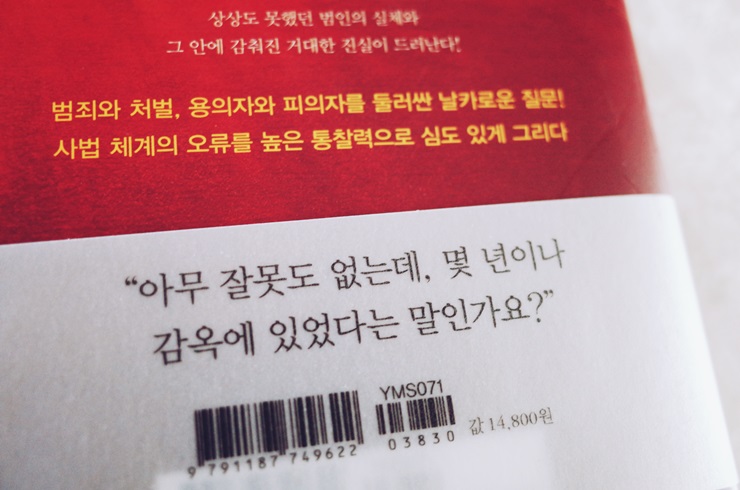 상상도 못했던 범인의 실체와
그 안에 감춰진 거대한 진실이 드러난다!
범죄와 처벌, 용의자와 피의자를 둘러싼 날카로운 질문!
사법 체계의 오류를 높은 통찰력으로 심도 있게 그리다
“아무 잘못도 없는데, 몇 년이나
감옥에 있었다는 말인가요?”
YMS071
03830
값 14,800원
9 791187 749622